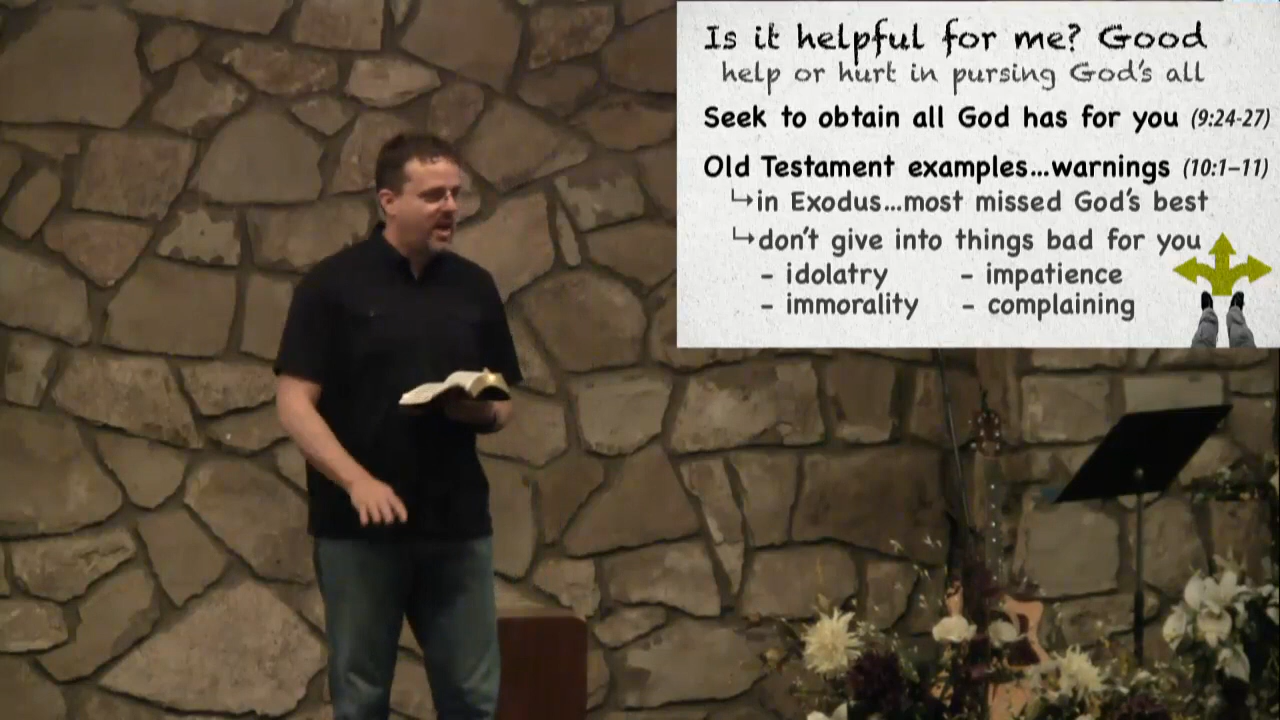 Is it helpful for me? Good
help or hurt in pursing God's all
Seek to obtain all God has for you (9:24-27)
Old Testament examples...warnings (10:1-11)
↳in Exodus...most missed God's best
↳don't give into things bad for you
- idolatry - impatience
- immorality - complaining